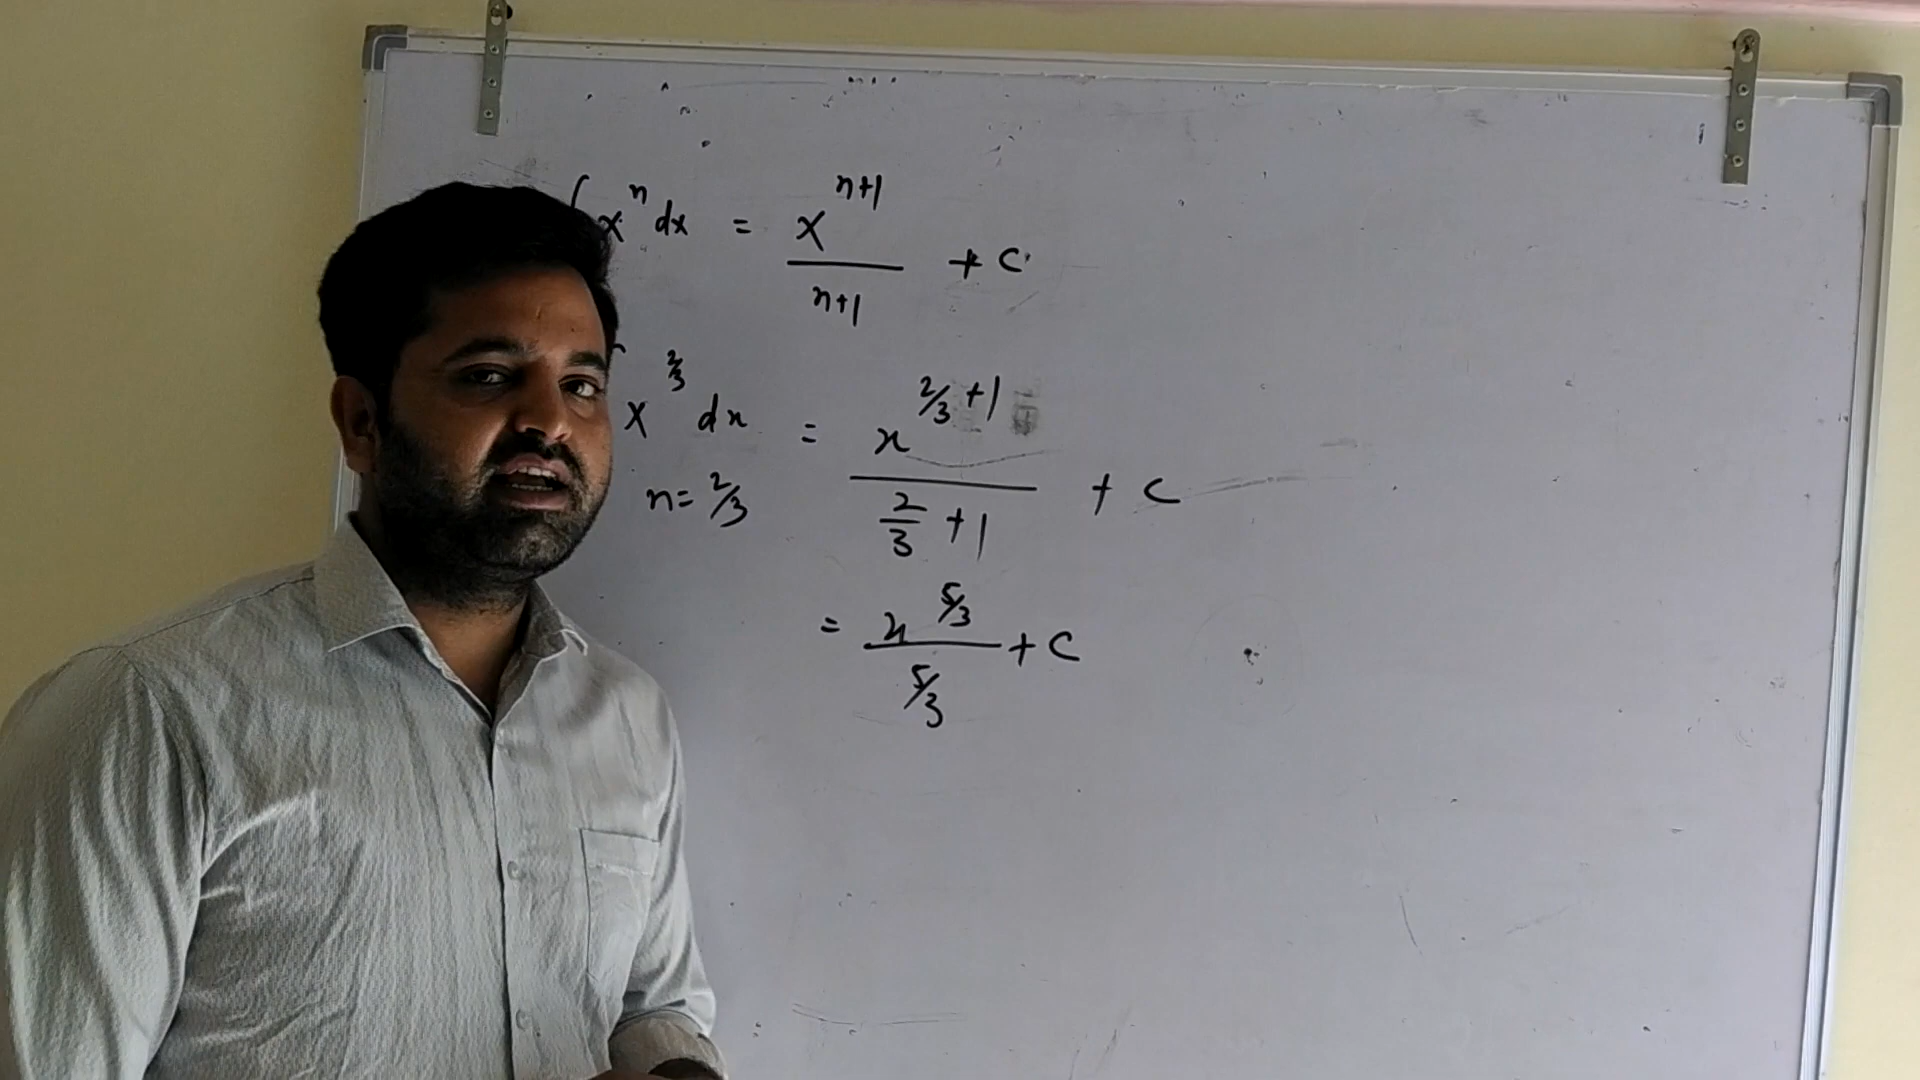 ∫ xⁿ dx = x^(n+1) / (n+1) + C
∫ x^(2/3) dx = x^(2/3 + 1) / (2/3 + 1) + C
n = 2/3
= x^(5/3) / (5/3) + C